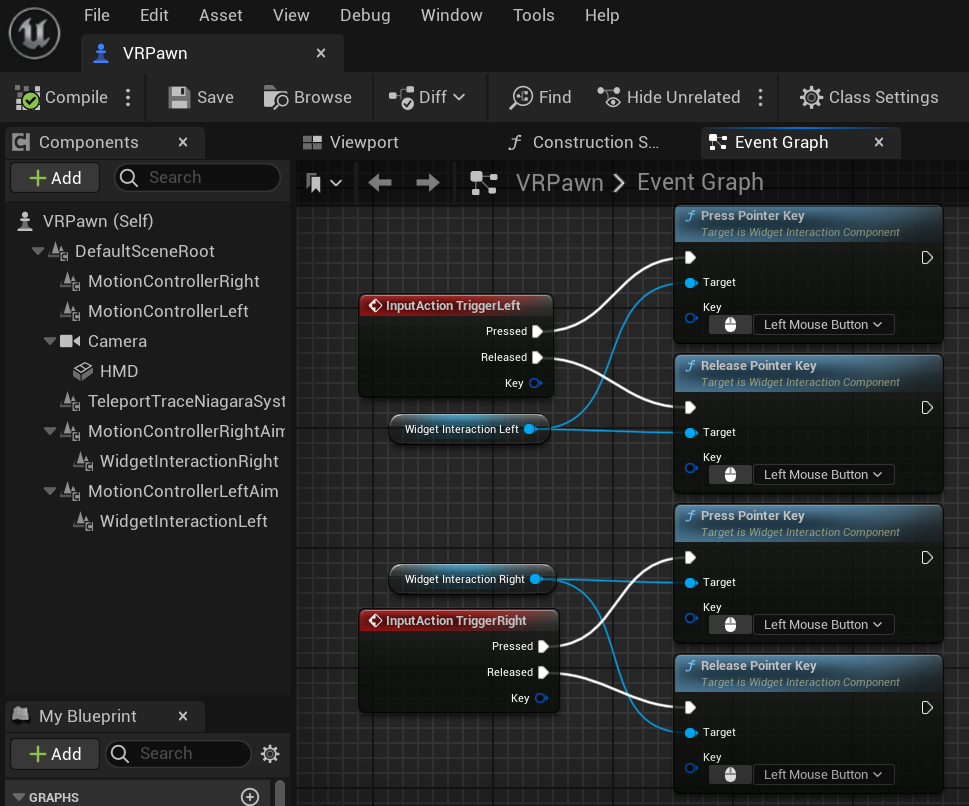 File Edit Asset View Debug Window Tools Help
VRPawn
Compile Save Browse Diff Find Hide Unrelated Class Settings
Components
Viewport Construction S... Event Graph
Add Search
VRPawn Event Graph
VRPawn (Self)
DefaultSceneRoot
MotionControllerRight
MotionControllerLeft
Camera
HMD
TeleportTraceNiagaraSyst
MotionControllerRightAim
WidgetInteractionRight
MotionControllerLeftAim
WidgetInteractionLeft
My Blueprint
Add Search
GRAPHS
InputAction TriggerLeft
Pressed
Released
Key
Widget Interaction Left
Press Pointer Key
Target is Widget Interaction Component
Target
Key
Left Mouse Button
Release Pointer Key
Target is Widget Interaction Component
Target
Key
Left Mouse Button
Widget Interaction Right
InputAction TriggerRight
Pressed
Released
Key
Press Pointer Key
Target is Widget Interaction Component
Target
Key
Left Mouse Button
Release Pointer Key
Target is Widget Interaction Component
Target
Key
Left Mouse Button